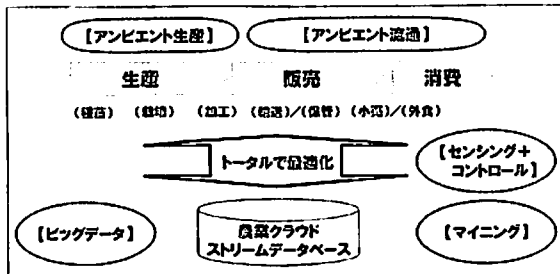 【アンビエント生産】 【アンビエント流通】
生産 販売 消費
(種苗) (栽培) (加工) (輸送)/(保管) (小売)/(外食)
トータルで最適化
【センシング+
コントロール】
【ビッグデータ】
農業クラウド
ストリームデータベース
【マイニング】